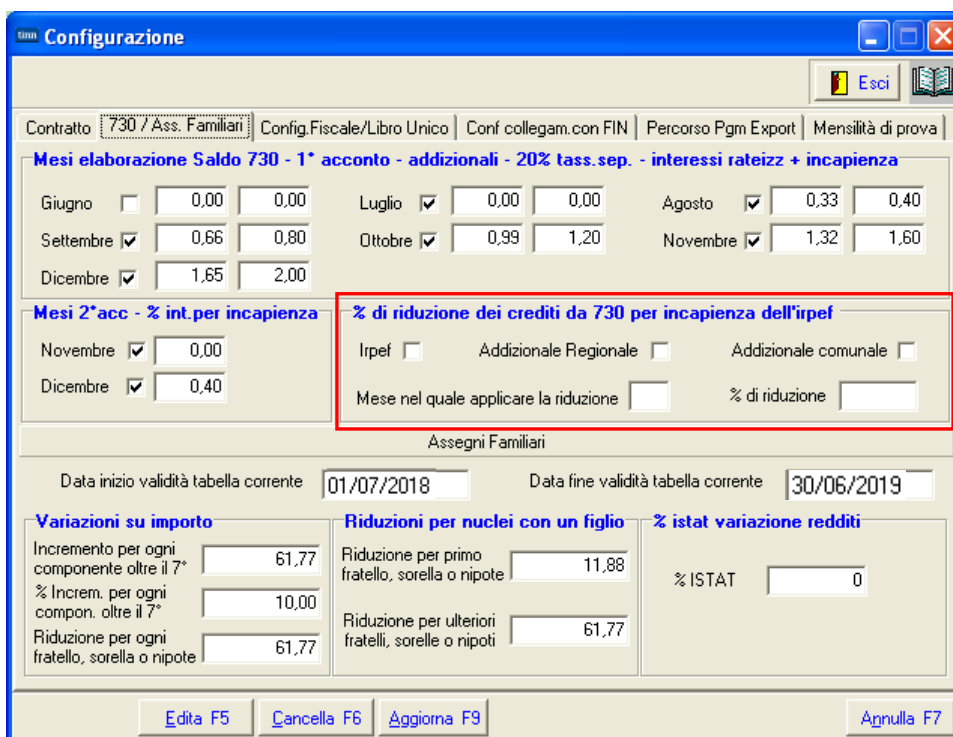 tinn Configurazione
Esci
Contratto 730 / Ass. Familiari Config.Fiscale/Libro Unico Conf collegam.con FIN Percorso Pgm Export Mensilità di prova
Mesi elaborazione Saldo 730 - 1° acconto - addizionali - 20% tass.sep. - interessi rateizz + incapienza
Giugno 0,00 0,00 Luglio 0,00 0,00 Agosto 0,33 0,40
Settembre 0,66 0,80 Ottobre 0,99 1,20 Novembre 1,32 1,60
Dicembre 1,65 2,00
Mesi 2°acc - % int.per incapienza
Novembre 0,00
Dicembre 0,40
% di riduzione dei crediti da 730 per incapienza dell'irpef
Irpef Addizionale Regionale Addizionale comunale
Mese nel quale applicare la riduzione % di riduzione
Assegni Familiari
Data inizio validità tabella corrente 01/07/2018 Data fine validità tabella corrente 30/06/2019
Variazioni su importo
Incremento per ogni
componente oltre il 7° 61,77
% Increm. per ogni
compon. oltre il 7° 10,00
Riduzione per ogni
fratello, sorella o nipote 61,77
Riduzioni per nuclei con un figlio
Riduzione per primo
fratello, sorella o nipote 11,88
Riduzione per ulteriori
fratelli, sorelle o nipoti 61,77
% istat variazione redditi
% ISTAT 0
Edita F5 Cancella F6 Aggiorna F9 Annulla F7